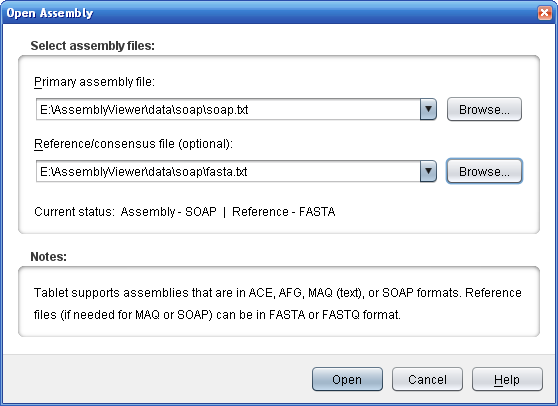 Open Assembly
Select assembly files:
Primary assembly file:
E:\AssemblyViewer\data\soap\soap.txt
Browse...
Reference/consensus file (optional):
E:\AssemblyViewer\data\soap\fasta.txt
Browse...
Current status: Assembly - SOAP | Reference - FASTA
Notes:
Tablet supports assemblies that are in ACE, AFG, MAQ (text), or SOAP formats. Reference
files (if needed for MAQ or SOAP) can be in FASTA or FASTQ format.
Open Cancel Help